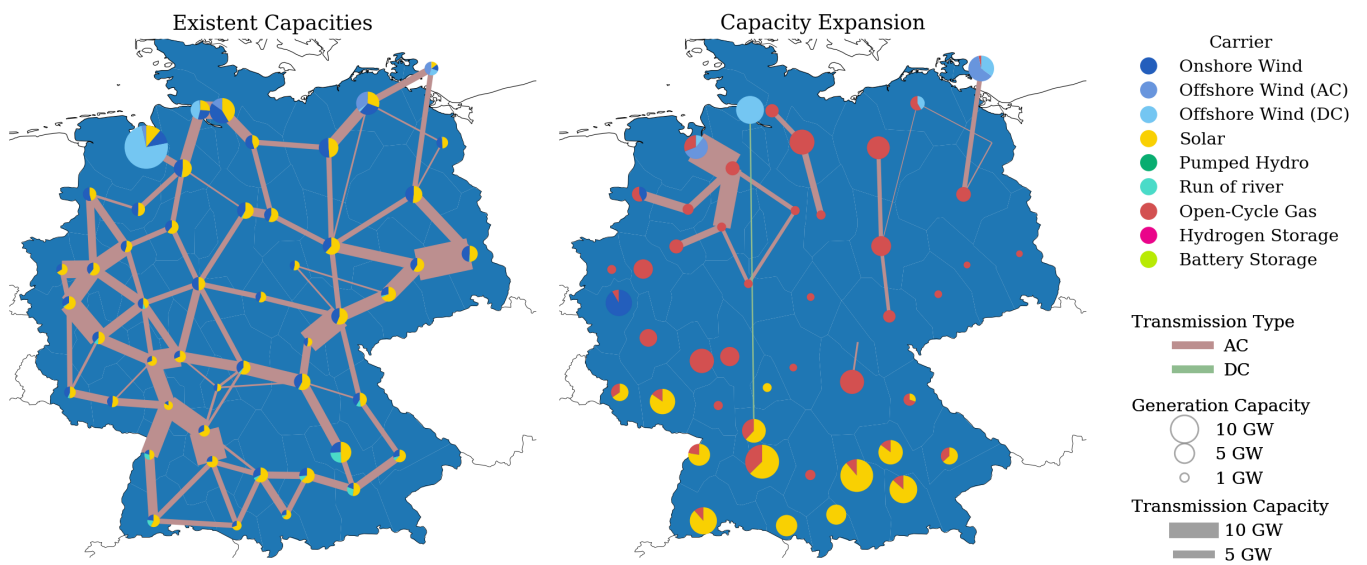 Existent Capacities
Capacity Expansion
Carrier
Onshore Wind
Offshore Wind (AC)
Offshore Wind (DC)
Solar
Pumped Hydro
Run of river
Open-Cycle Gas
Hydrogen Storage
Battery Storage
Transmission Type
AC
DC
Generation Capacity
10 GW
5 GW
1 GW
Transmission Capacity
10 GW
5 GW